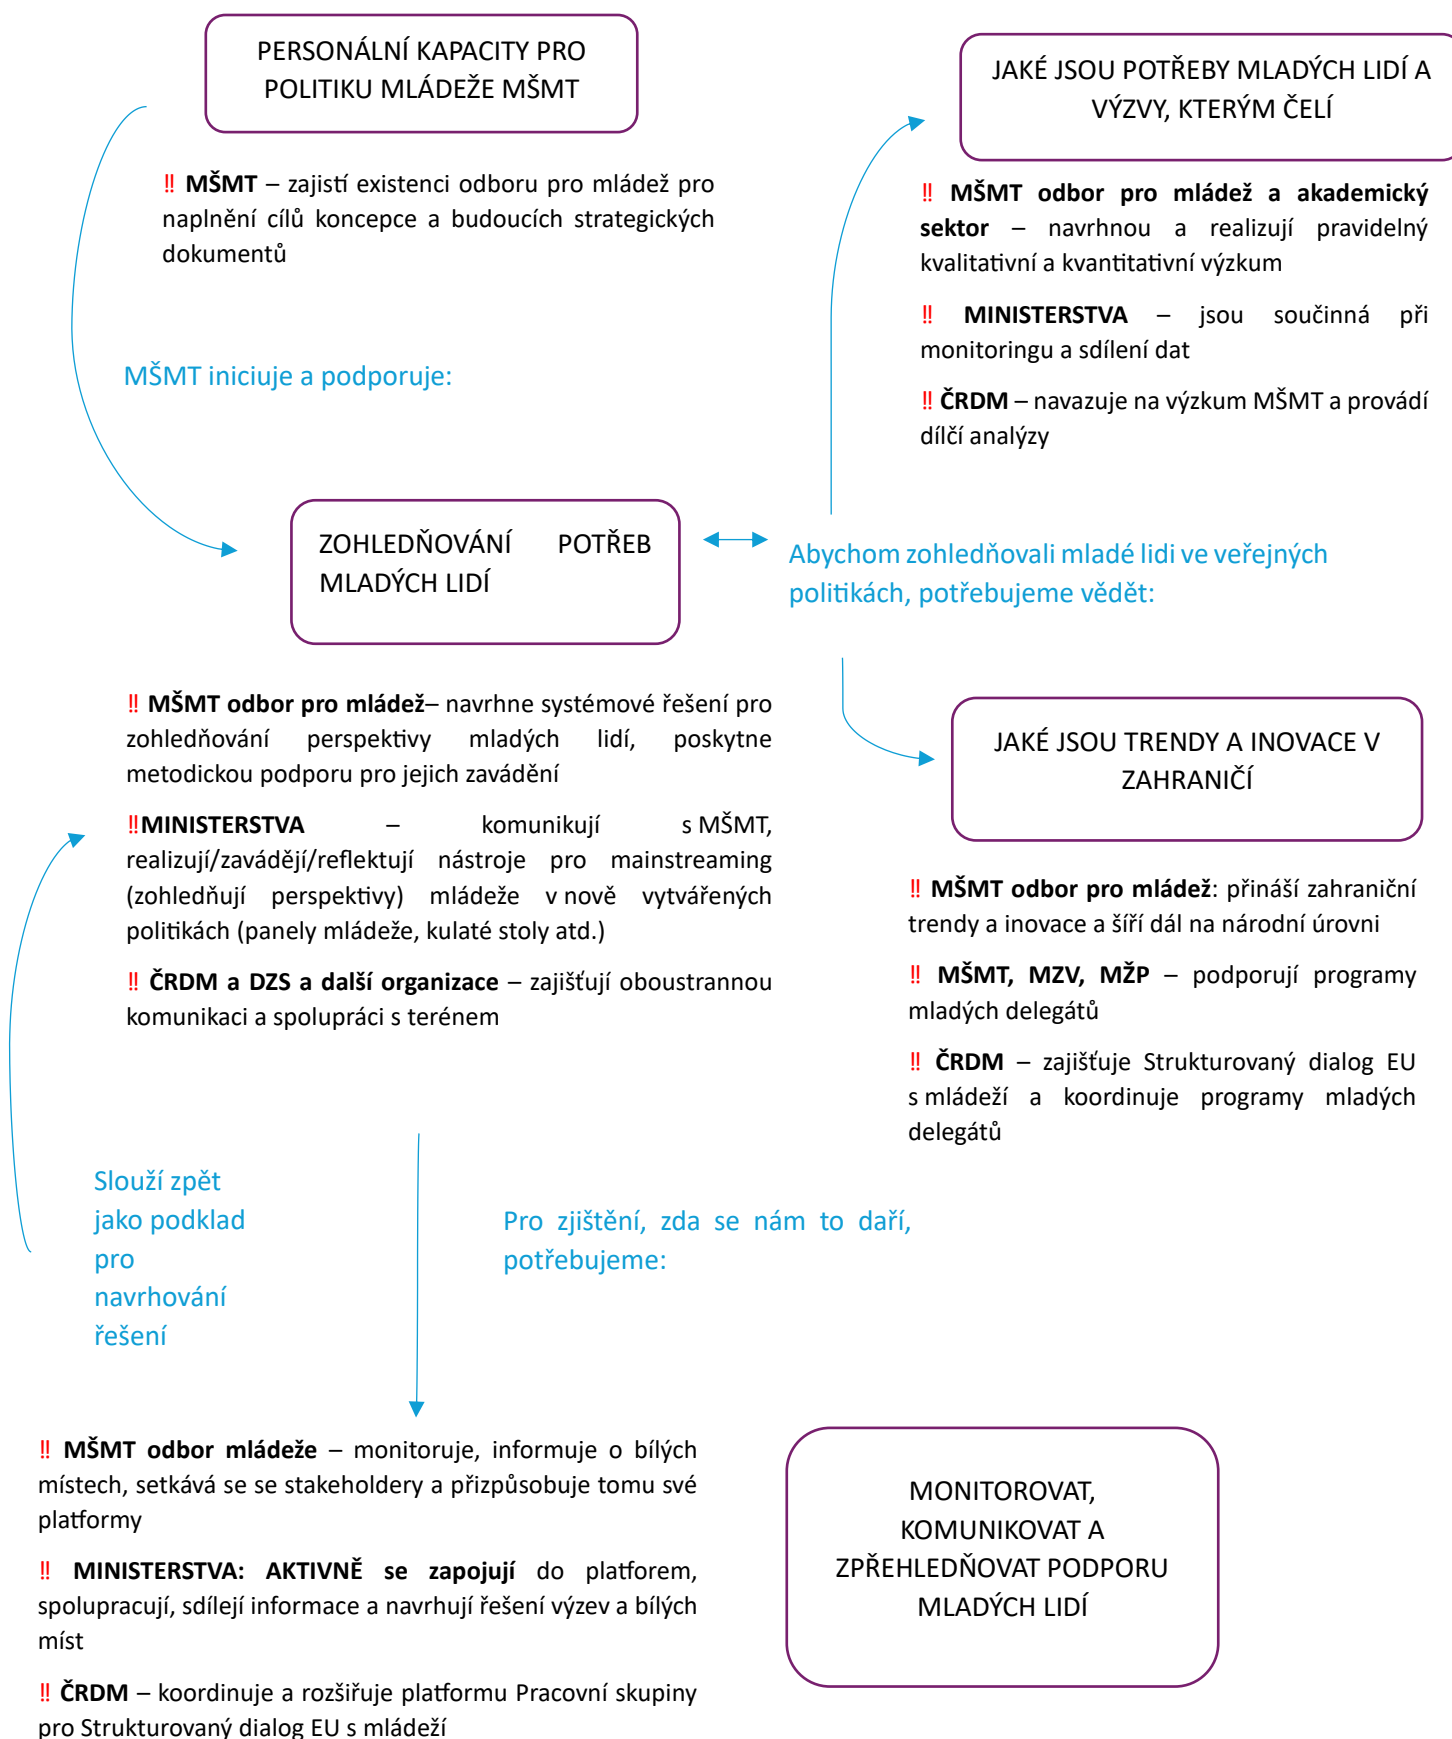 PERSONÁLNÍ KAPACITY PRO
POLITIKU MLÁDEŽE MŠMT
‼ MŠMT – zajistí existenci odboru pro mládež pro
naplnění cílů koncepce a budoucích strategických
dokumentů
MŠMT iniciuje a podporuje:
JAKÉ JSOU POTŘEBY MLADÝCH LIDÍ A
VÝZVY, KTERÝM ČELÍ
‼ MŠMT odbor pro mládež a akademický
sektor – navrhnou a realizují pravidelný
kvalitativní a kvantitativní výzkum
‼ MINISTERSTVA – jsou součinná při
monitoringu a sdílení dat
‼ ČRDM – navazuje na výzkum MŠMT a provádí
dílčí analýzy
ZOHLEDŇOVÁNÍ POTŘEB
MLADÝCH LIDÍ
Abychom zohledňovali mladé lidi ve veřejných
politikách, potřebujeme vědět:
‼ MŠMT odbor pro mládež– navrhne systémové řešení pro
zohledňování perspektivy mladých lidí, poskytne
metodickou podporu pro jejich zavádění
‼MINISTERSTVA – komunikují s MŠMT,
realizují/zavádějí/reflektují nástroje pro mainstreaming
(zohledňují perspektivy) mládeže v nově vytvářených
politikách (panely mládeže, kulaté stoly atd.)
‼ ČRDM a DZS a další organizace – zajišťují oboustrannou
komunikaci a spolupráci s terénem
JAKÉ JSOU TRENDY A INOVACE V
ZAHRANIČÍ
‼ MŠMT odbor pro mládež: přináší zahraniční
trendy a inovace a šíří dál na národní úrovni
‼ MŠMT, MZV, MŽP – podporují programy
mladých delegátů
‼ ČRDM – zajišťuje Strukturovaný dialog EU
s mládeží a koordinuje programy mladých
delegátů
Slouží zpět
jako podklad
pro
navrhování
řešení
Pro zjištění, zda se nám to daří,
potřebujeme:
‼ MŠMT odbor mládeže – monitoruje, informuje o bílých
místech, setkává se se stakeholdery a přizpůsobuje tomu své
platformy
‼ MINISTERSTVA: AKTIVNĚ se zapojují do platforem,
spolupracují, sdílejí informace a navrhují řešení výzev a bílých
míst
‼ ČRDM – koordinuje a rozšiřuje platformu Pracovní skupiny
pro Strukturovaný dialog EU s mládeží
MONITOROVAT,
KOMUNIKOVAT A
ZPŘEHLEDŇOVAT PODPORU
MLADÝCH LIDÍ